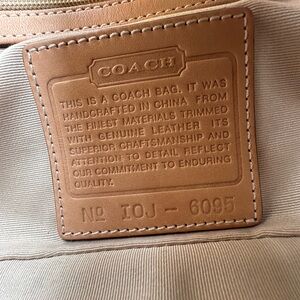 COACH
THIS IS A COACH BAG. IT WAS
HANDCRAFTED IN CHINA FROM
THE FINEST MATERIALS TRIMMED
WITH GENUINE LEATHER ITS
SUPERIOR CRAFTSMANSHIP AND
ATTENTION TO DETAIL REFLECT
OUR COMMITMENT TO ENDURING
QUALITY.
No IOJ - 6095